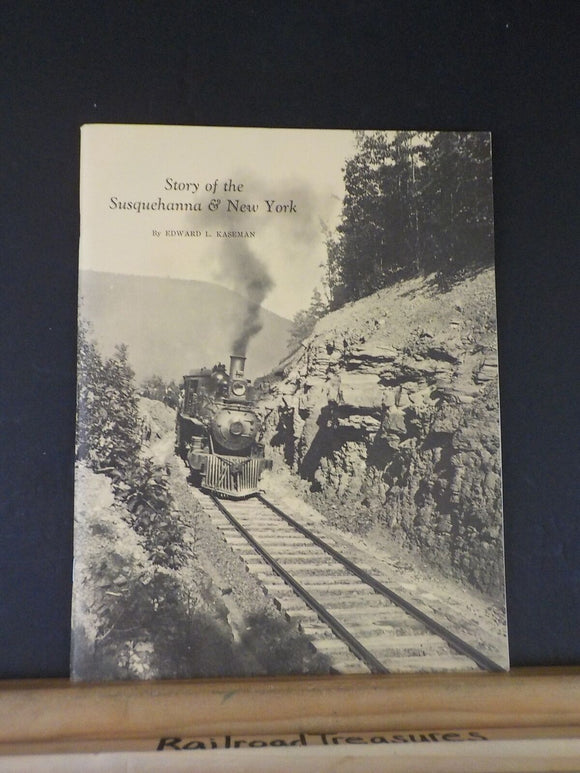 Story of the
Susquehanna & New York
By EDWARD L. KASEMAN
Railroad Treasures